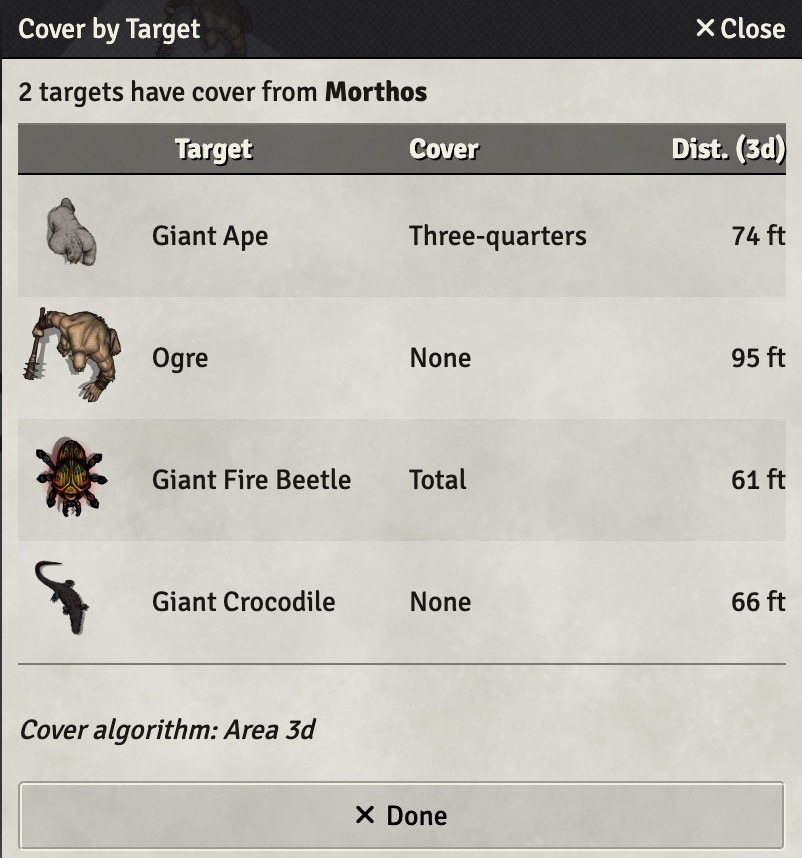 Cover by Target ✕ Close
2 targets have cover from Morthos
Target Cover Dist. (3d)
Giant Ape Three-quarters 74 ft
Ogre None 95 ft
Giant Fire Beetle Total 61 ft
Giant Crocodile None 66 ft
Cover algorithm: Area 3d
✕ Done